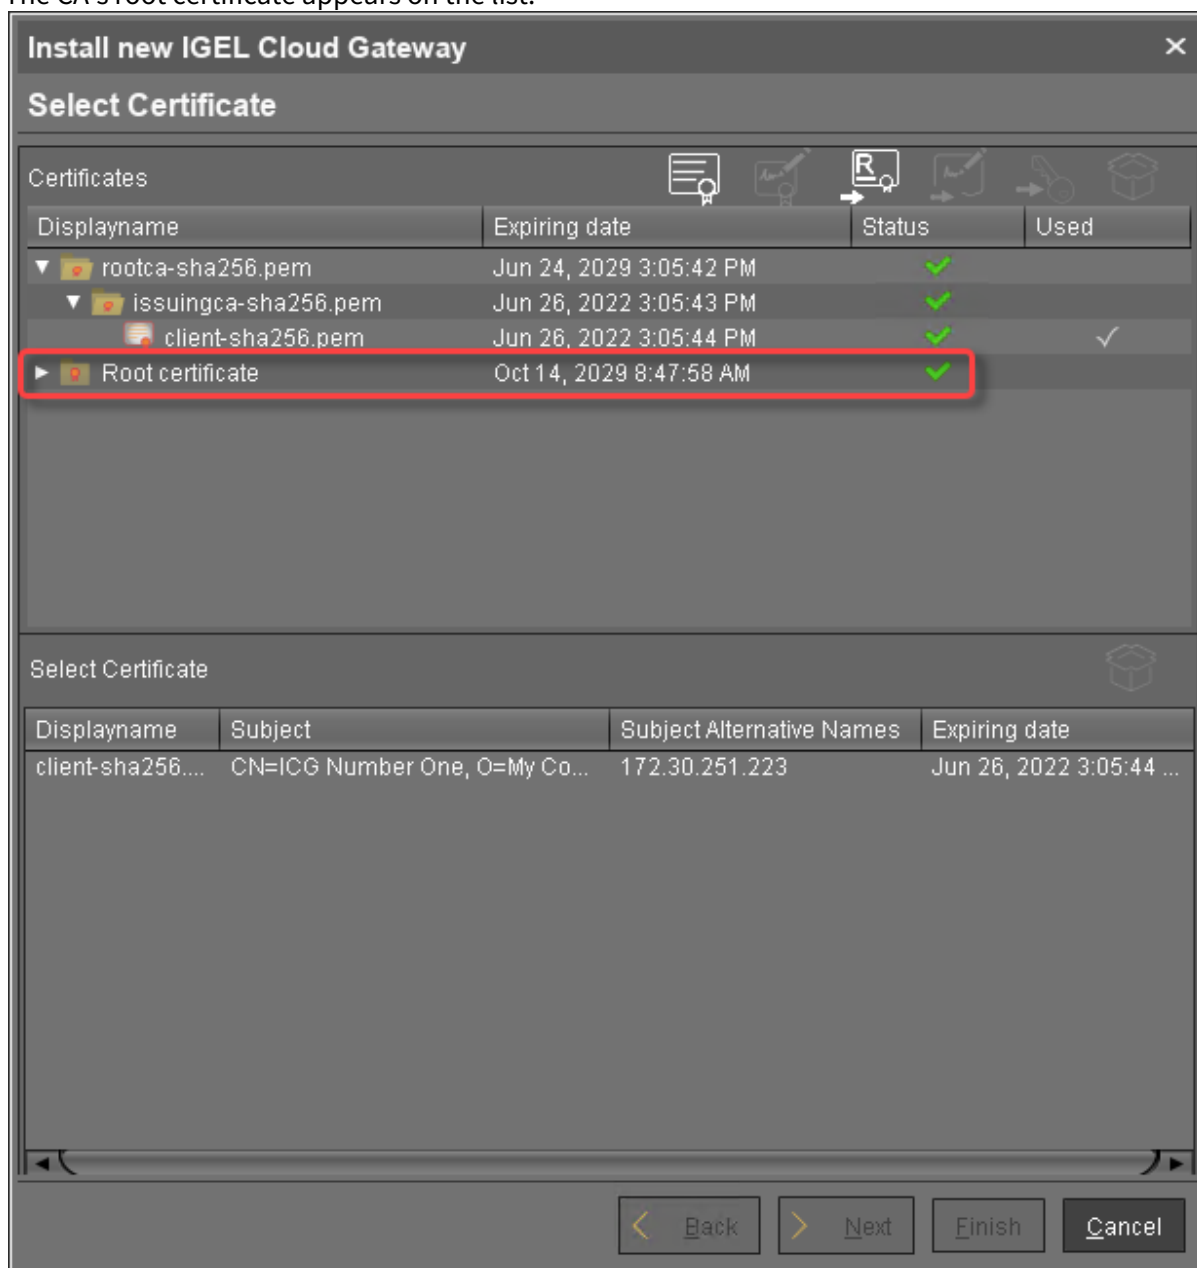 The CA's root certificate appears on the list.
Install new IGEL Cloud Gateway
Select Certificate
Certificates
Displayname Expiring date Status Used
rootca-sha256.pem Jun 24, 2029 3:05:42 PM
issuingca-sha256.pem Jun 26, 2022 3:05:43 PM
client-sha256.pem Jun 26, 2022 3:05:44 PM
Root certificate Oct 14, 2029 8:47:58 AM
Select Certificate
Displayname Subject Subject Alternative Names Expiring date
client-sha256.... CN=ICG Number One, O=My Co... 172.30.251.223 Jun 26, 2022 3:05:44 ...
Back Next Finish Cancel